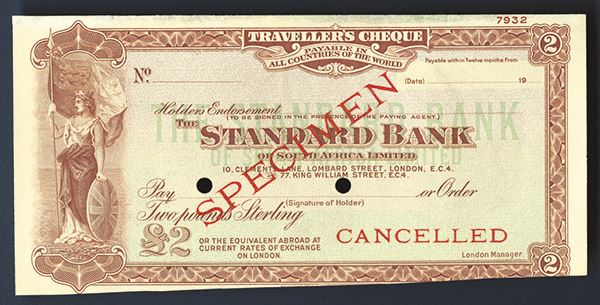 7932
TRAVELLER'S CHEQUE
PAYABLE IN
ALL COUNTRIES OF THE WORLD
2
Payable within Twelve months From
No.
(Date) 19
Holders Endorsement
(TO BE SIGNED IN THE PRESENCE OF THE PAYING AGENT.)
THE STANDARD BANK
OF SOUTH AFRICA LIMITED
10, CLEMENTS LANE, LOMBARD STREET, LONDON, E.C.4.
& 77, KING WILLIAM STREET, E.C.4.
Pay or Order
(Signature of Holder)
Two pounds Sterling
£2
OR THE EQUIVALENT ABROAD AT
CURRENT RATES OF EXCHANGE
ON LONDON.
CANCELLED
London Manager.
2
SPECIMEN